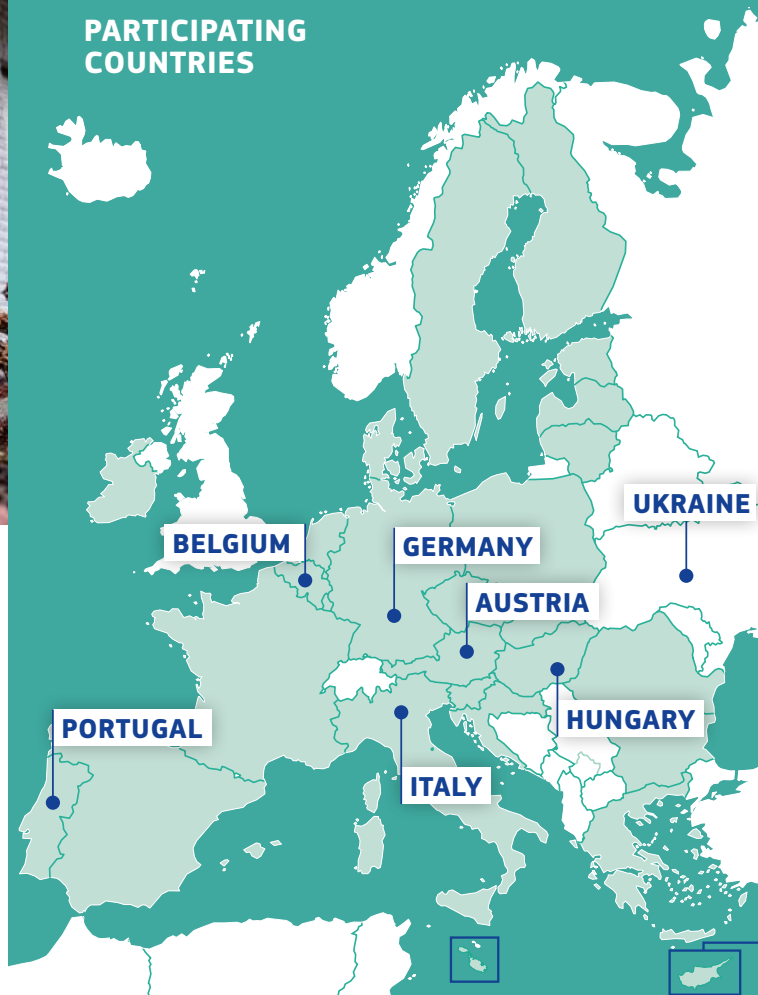 PARTICIPATING
COUNTRIES
UKRAINE
BELGIUM
GERMANY
AUSTRIA
PORTUGAL
HUNGARY
ITALY